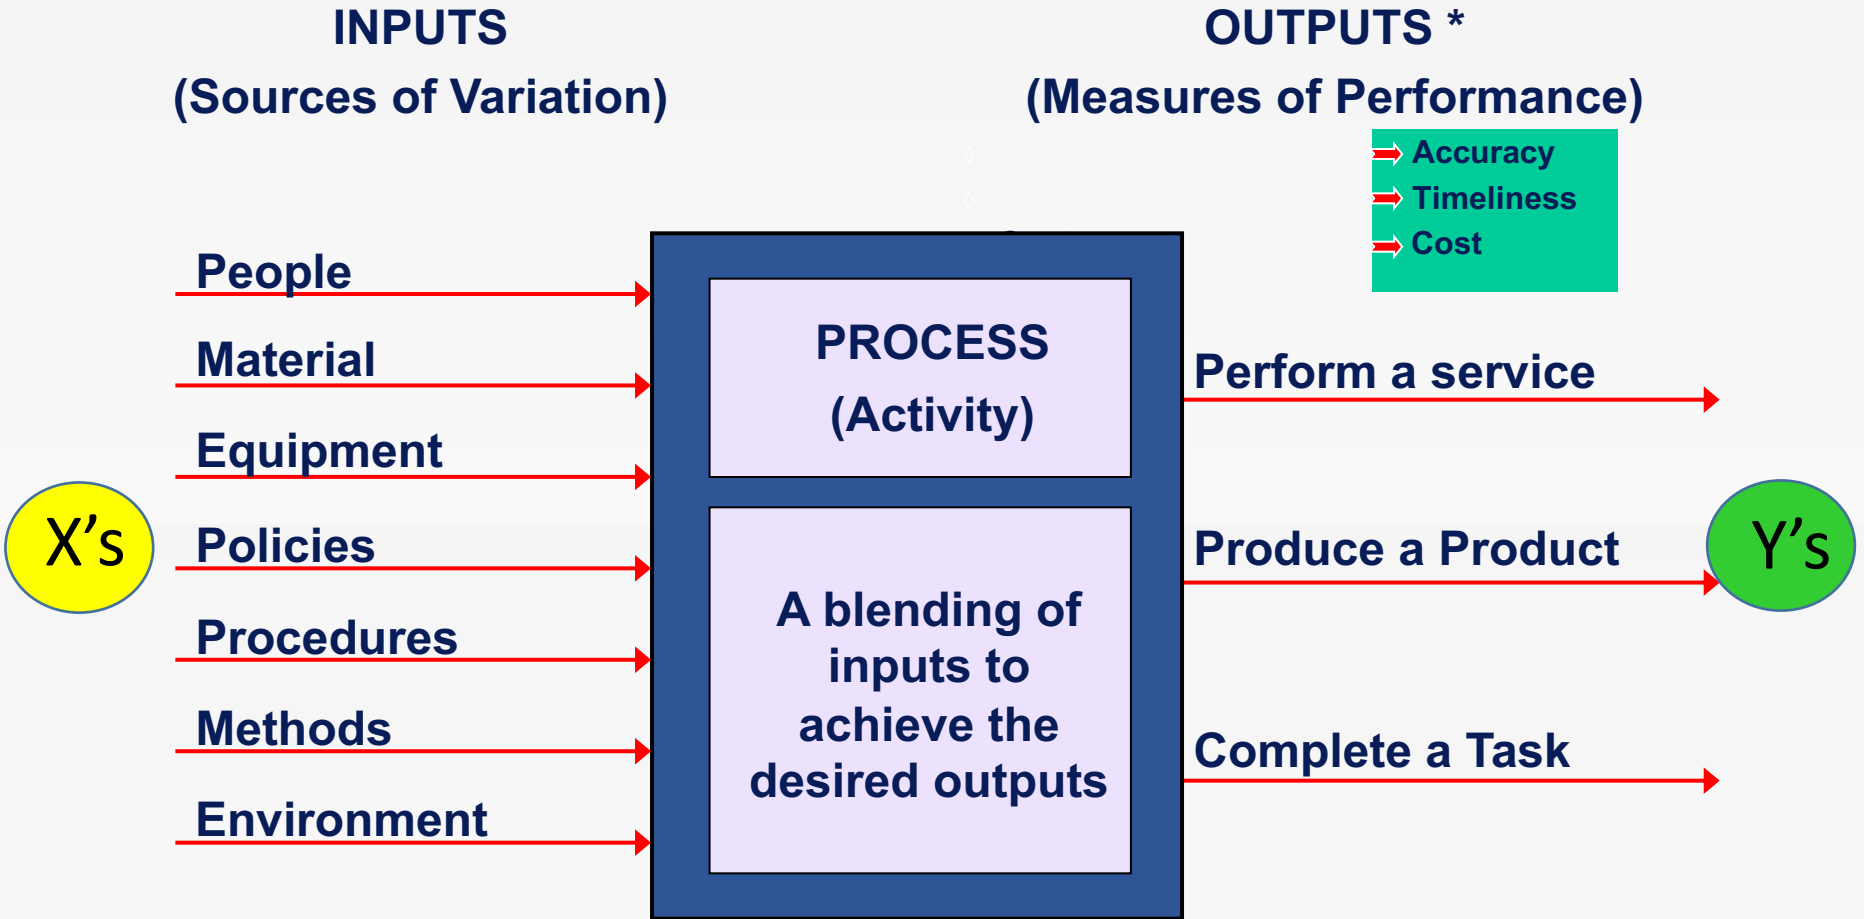 INPUTS
(Sources of Variation)
OUTPUTS *
(Measures of Performance)
Accuracy
Timeliness
Cost
X's
People
Material
Equipment
Policies
Procedures
Methods
Environment
PROCESS
(Activity)
A blending of
inputs to
achieve the
desired outputs
Perform a service
Produce a Product
Complete a Task
Y's